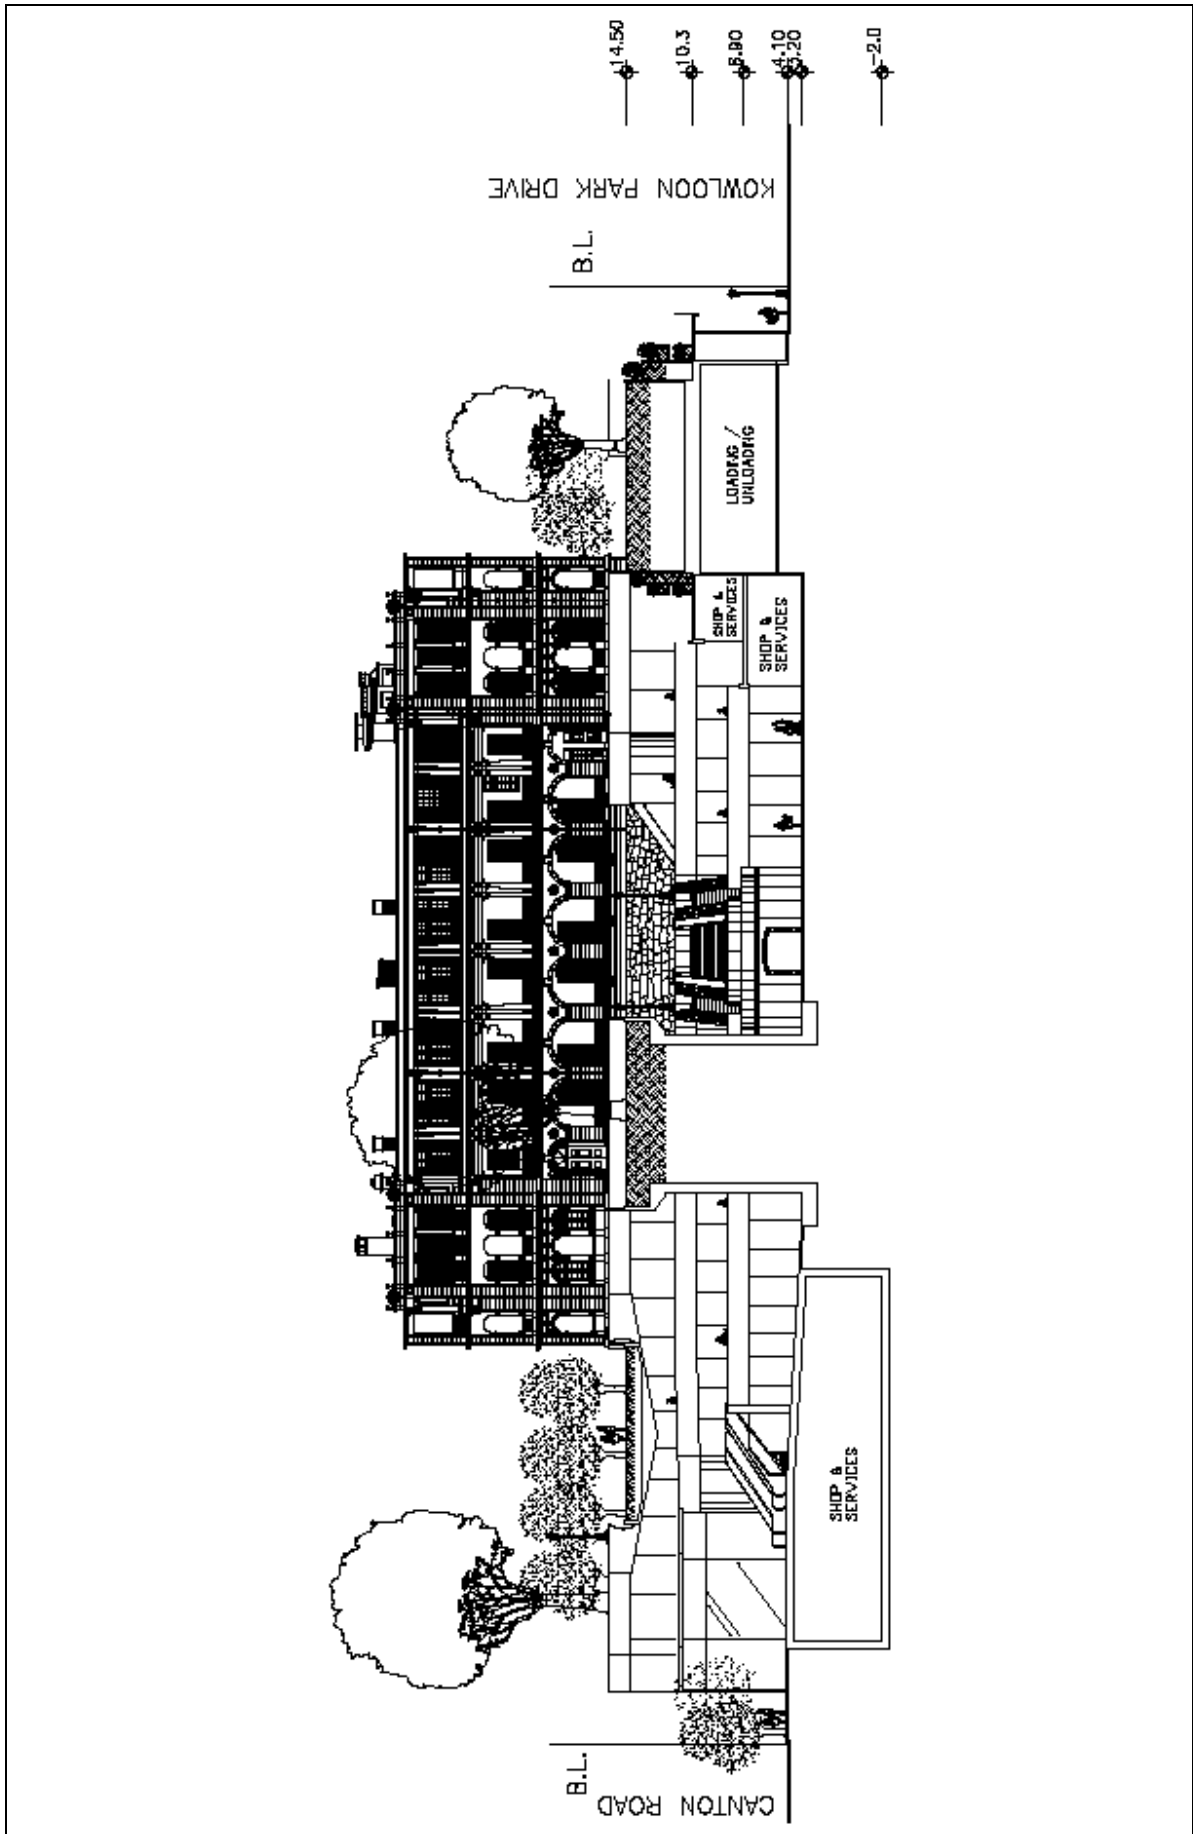 14.50
10.3
6.90
4.10
3.20
-2.0
KOWLOON PARK DRIVE
B.L.
LOADING /
UNLOADING
SHOP &
SERVICES
SHOP &
SERVICES
SHOP &
SERVICES
B.L.
CANTON ROAD